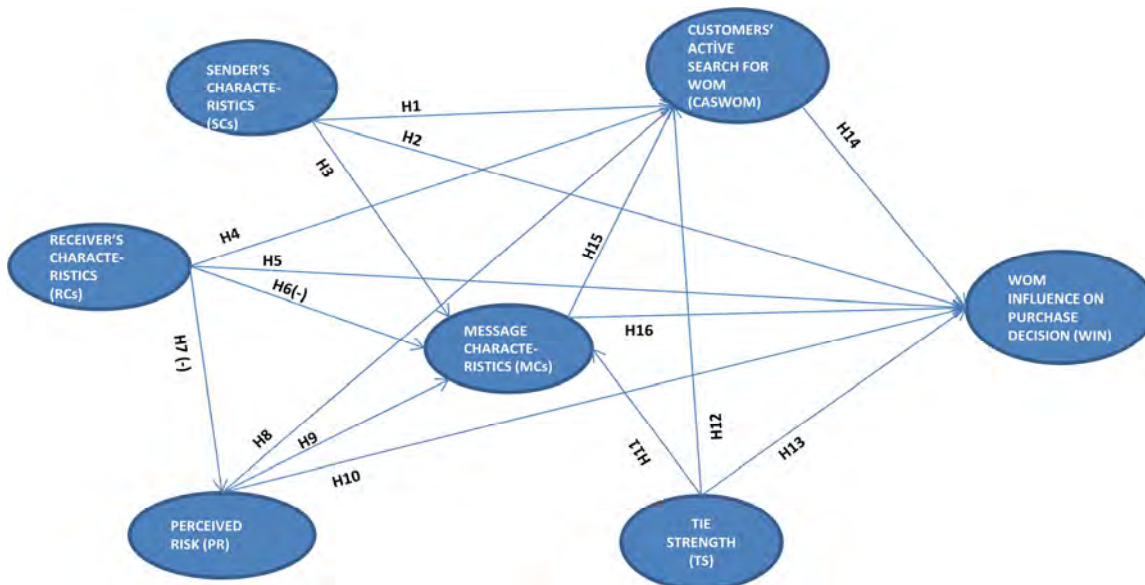 SENDER'S
CHARACTE-
RISTICS
(SCs)
CUSTOMERS'
ACTİVE
SEARCH FOR
WOM
(CASWOM)
H1
H2
H3
H14
RECEIVER'S
CHARACTE-
RISTICS
(RCs)
H4
H5
H6(-)
H15
WOM
INFLUENCE ON
PURCHASE
DECISION (WIN)
MESSAGE
CHARACTE-
RISTICS (MCs)
H16
H7 (-)
H8
H9
H10
H11
H12
H13
PERCEIVED
RISK (PR)
TIE
STRENGTH
(TS)